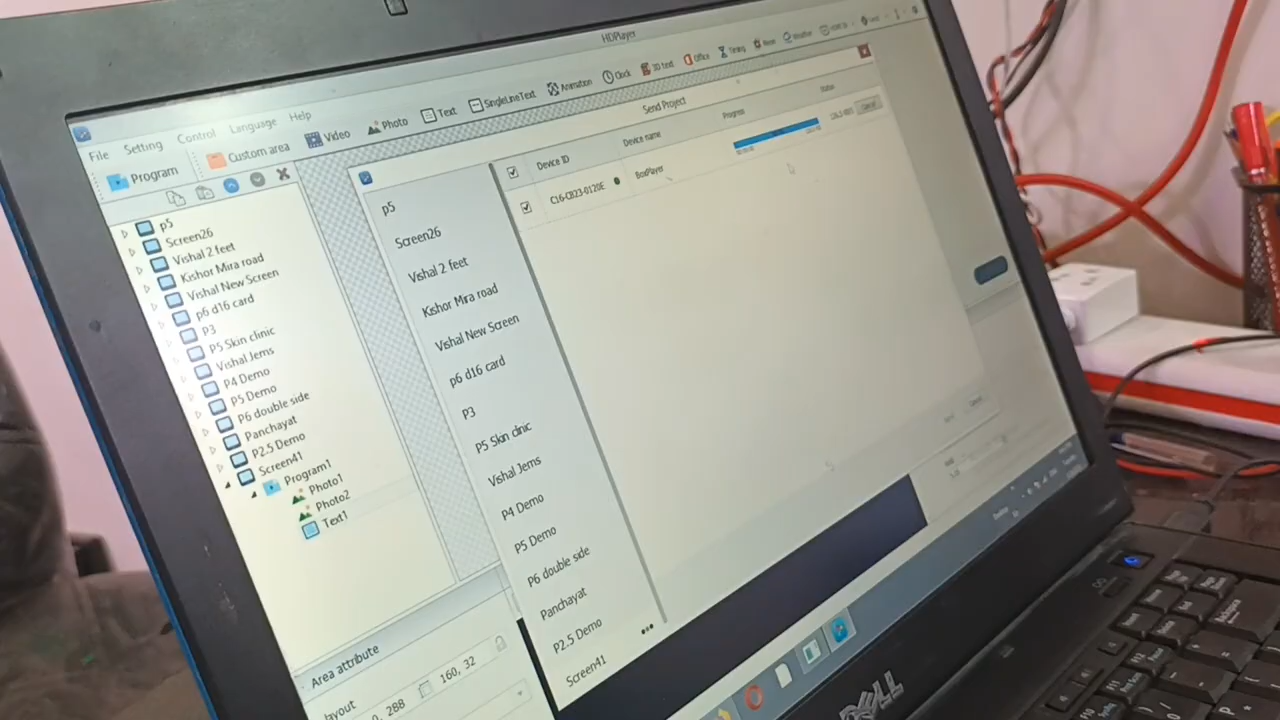 HDPlayer
File Setting Control Language Help
Program Custom area Video Photo Text SingleLineText Animation Clock 3D text Office Timing
p5
Screen26
Vishal 2 feet
Kishor Mira road
Vishal New Screen
p6 d16 card
P3
P5 Skin clinic
Vishal Jems
P4 Demo
P5 Demo
P6 double side
Panchayat
P2.5 Demo
Screen41
Program1
Photo1
Photo2
Text1
Area attribute
layout
288
160, 32
Send Project
Device ID Device name Progress Status
C16-C823-0120E BoxPlayer
p5
Screen26
Vishal 2 feet
Kishor Mira road
Vishal New Screen
p6 d16 card
P3
P5 Skin clinic
Vishal Jems
P4 Demo
P5 Demo
P6 double side
Panchayat
P2.5 Demo
Screen41
DELL